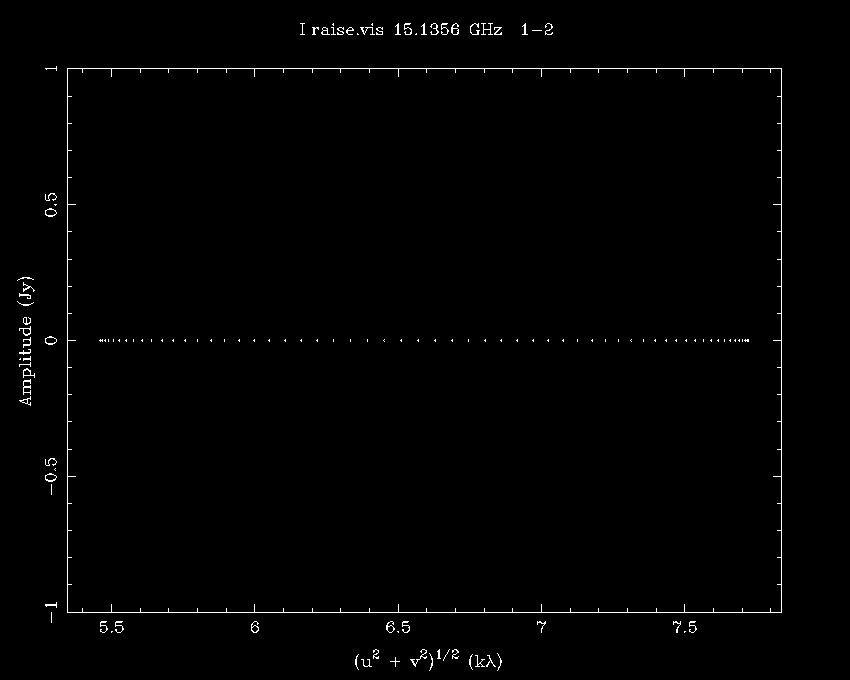 I raise.vis 15.1356 GHz 1−2
1
0.5
0
−0.5
−1
Amplitude (Jy)
5.5 6 6.5 7 7.5
(u² + v²)¹/² (kλ)